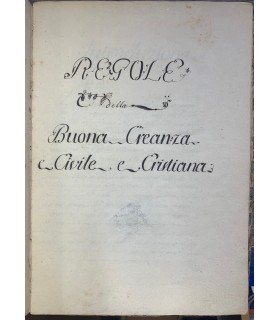 REGOLE
della
Buona Creanza
Civile e Cristiana